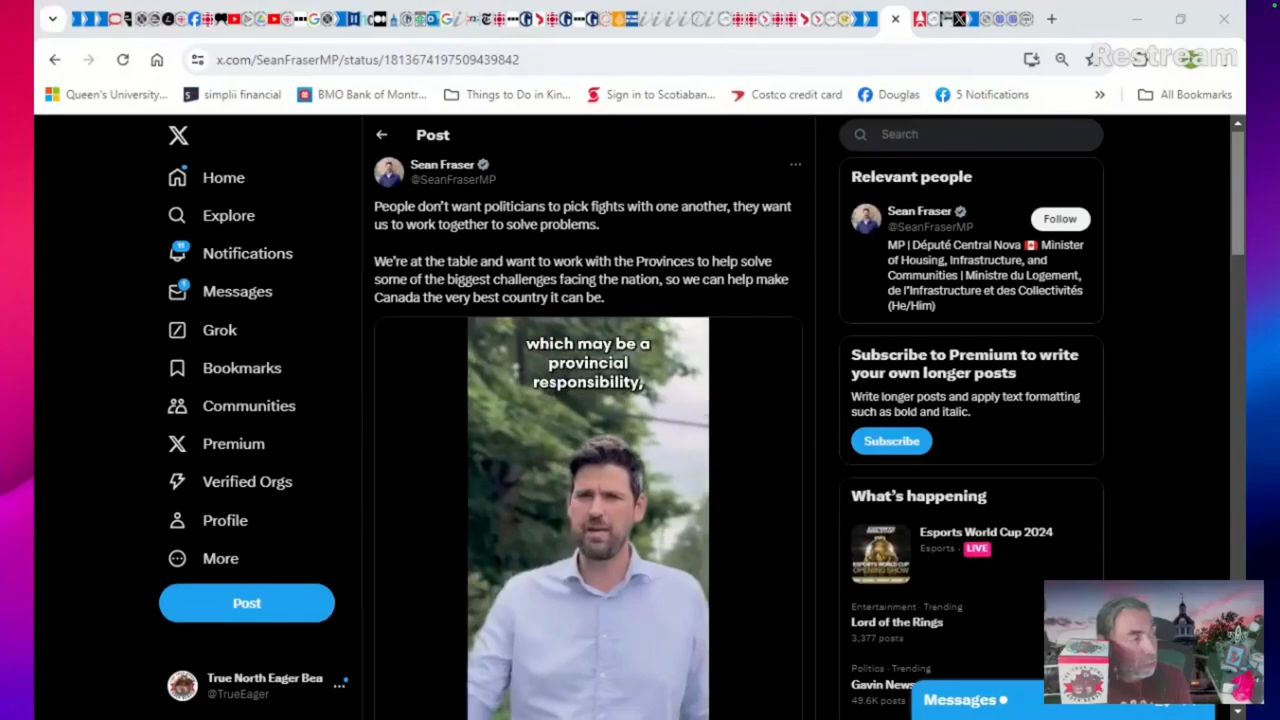 Restream
x.com/SeanFraserMP/status/1813674197509439842
Queen's University...
simplii financial
BMO Bank of Montr...
Things to Do in Kin...
Sign in to Scotiaban...
Costco credit card
Douglas
5 Notifications
All Bookmarks
Home
Explore
Notifications
Messages
Grok
Bookmarks
Communities
Premium
Verified Orgs
Profile
More
Post
True North Eager Bea
@TrueEager
Post
Sean Fraser
@SeanFraserMP
People don't want politicians to pick fights with one another, they want
us to work together to solve problems.
We're at the table and want to work with the Provinces to help solve
some of the biggest challenges facing the nation, so we can help make
Canada the very best country it can be.
which may be a
provincial
responsibility,
Search
Relevant people
Sean Fraser
@SeanFraserMP
Follow
MP | Député Central Nova 🇨🇦 Minister
of Housing, Infrastructure, and
Communities | Ministre du Logement,
de l'Infrastructure et des Collectivités
(He/Him)
Subscribe to Premium to write
your own longer posts
Write longer posts and apply text formatting
such as bold and italic.
Subscribe
What's happening
Esports World Cup 2024
Esports · LIVE
Entertainment · Trending
Lord of the Rings
3,377 posts
Politics · Trending
Gavin News
49.6K posts
Messages